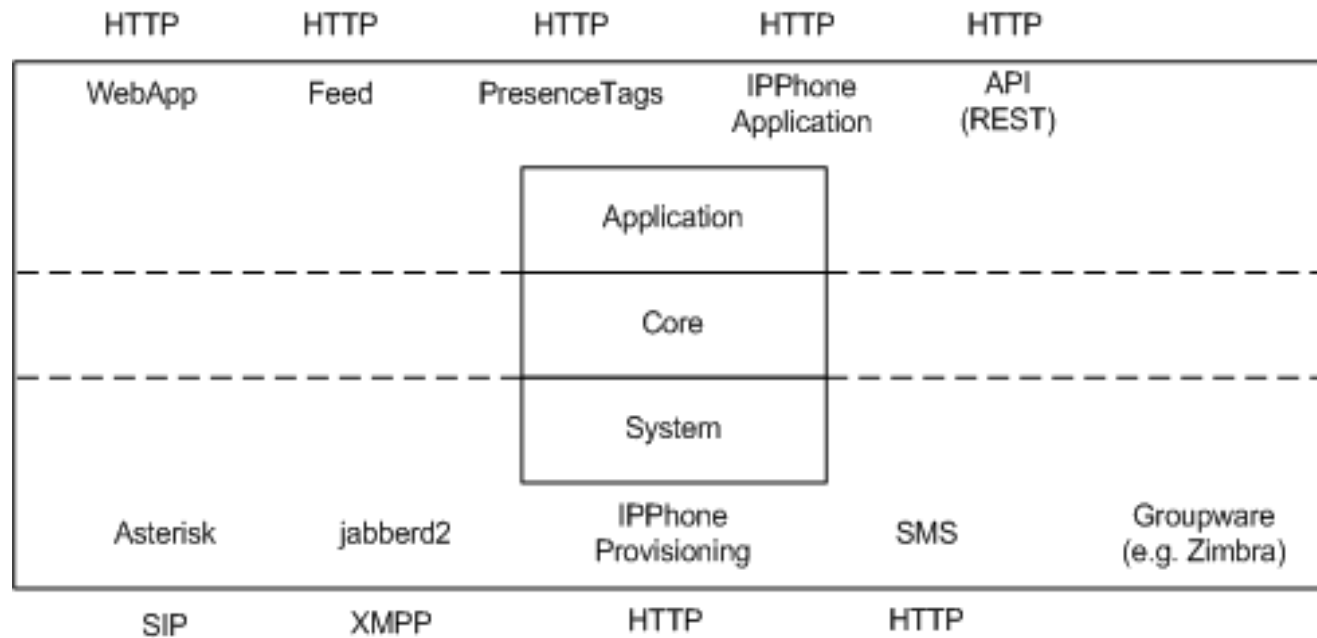 HTTP HTTP HTTP HTTP HTTP
WebApp Feed PresenceTags IPPhone Application API (REST)
Application
Core
System
Asterisk jabberd2 IPPhone Provisioning SMS Groupware (e.g. Zimbra)
SIP XMPP HTTP HTTP